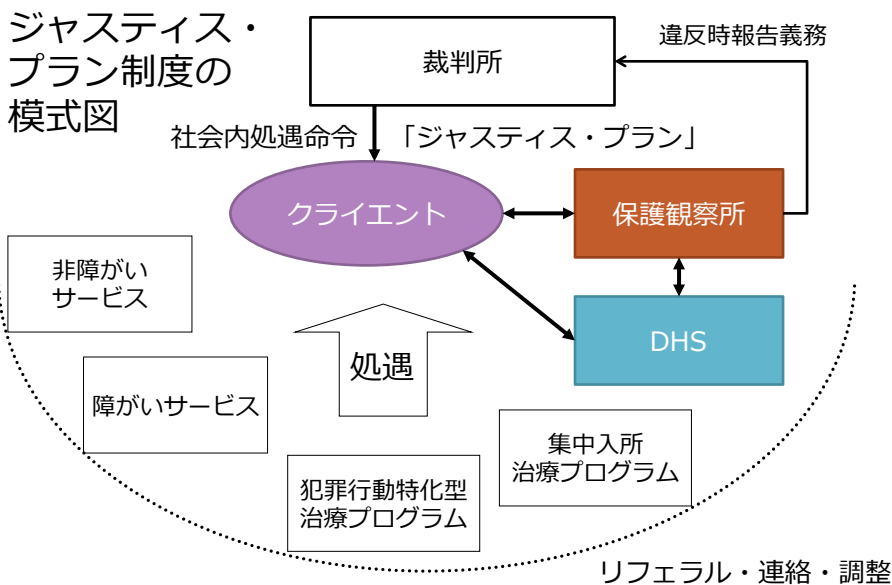 ジャスティス・
プラン制度の
模式図
裁判所
違反時報告義務
社会内処遇命令
「ジャスティス・プラン」
クライエント
保護観察所
非障がい
サービス
DHS
処遇
障がいサービス
集中入所
治療プログラム
犯罪行動特化型
治療プログラム
リフェラル・連絡・調整